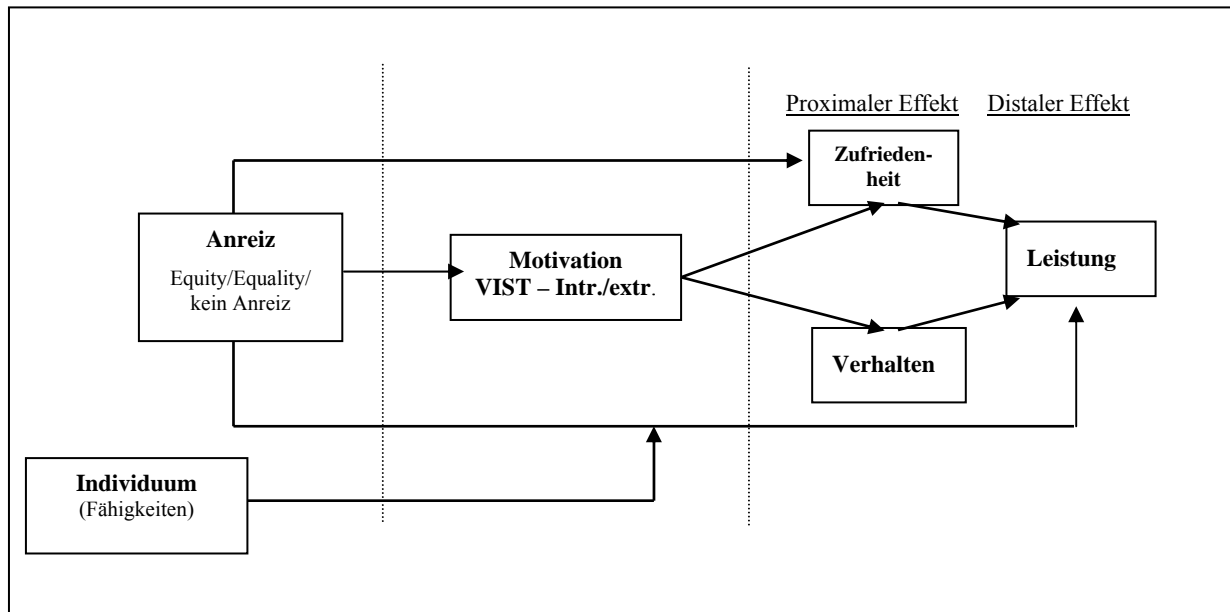 Proximaler Effekt
Distaler Effekt
Zufrieden-
heit
Anreiz
Equity/Equality/
kein Anreiz
Motivation
VIST – Intr./extr.
Leistung
Verhalten
Individuum
(Fähigkeiten)